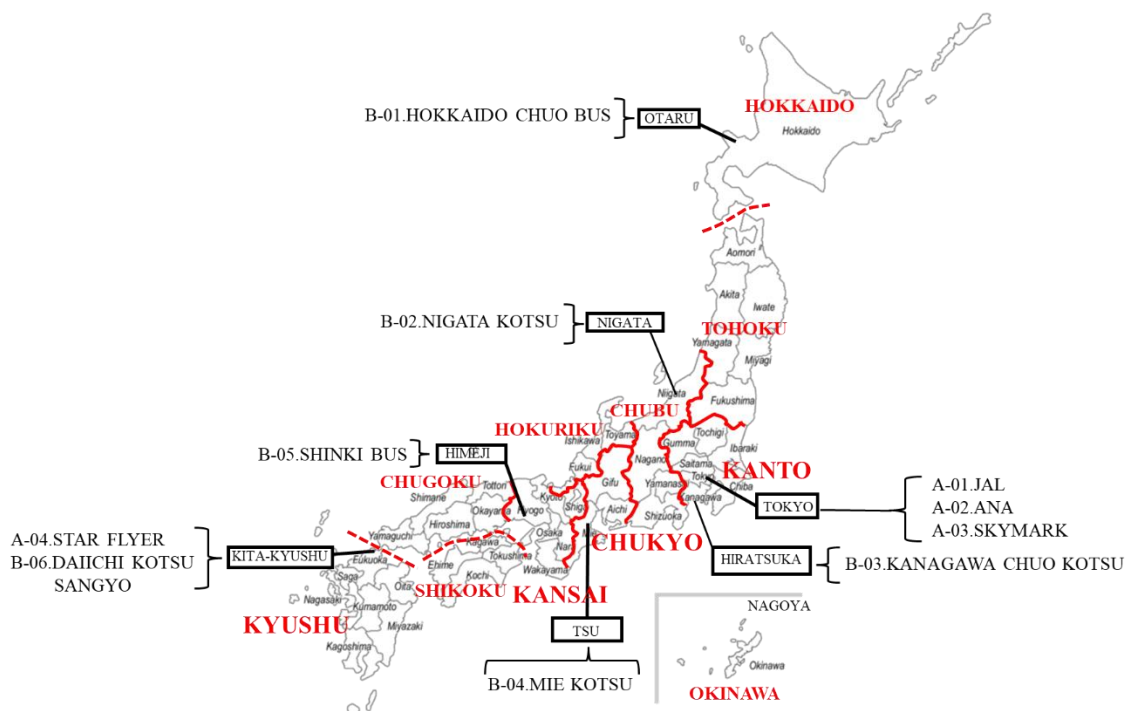 HOKKAIDO
Hokkaido
B-01.HOKKAIDO CHUO BUS
OTARU
Aomori
Akita
Iwate
B-02.NIGATA KOTSU
NIGATA
TOHOKU
Yamagata
Miyagi
Niigata
Fukushima
CHUBU
HOKURIKU
Toyama
Ishikawa
Tochigi
Gumma
Ibaraki
B-05.SHINKI BUS
HIMEJI
Fukui
Nagano
Saitama
KANTO
CHUGOKU
Tottori
Gifu
Yamanashi
Tokyo
Chiba
Shimane
Okayama
Hyogo
Kyoto
Shiga
Aichi
Shizuoka
Kanagawa
TOKYO
A-01.JAL
A-02.ANA
A-03.SKYMARK
Hiroshima
Osaka
Nara
CHUKYO
Yamaguchi
Kagawa
Tokushima
Wakayama
A-04.STAR FLYER
B-06.DAIICHI KOTSU
SANGYO
KITA-KYUSHU
HIRATSUKA
B-03.KANAGAWA CHUO KOTSU
Fukuoka
Ehime
Kochi
Saga
Oita
SHIKOKU
KANSAI
Nagasaki
Kumamoto
NAGOYA
KYUSHU
Miyazaki
TSU
Kagoshima
Okinawa
B-04.MIE KOTSU
OKINAWA